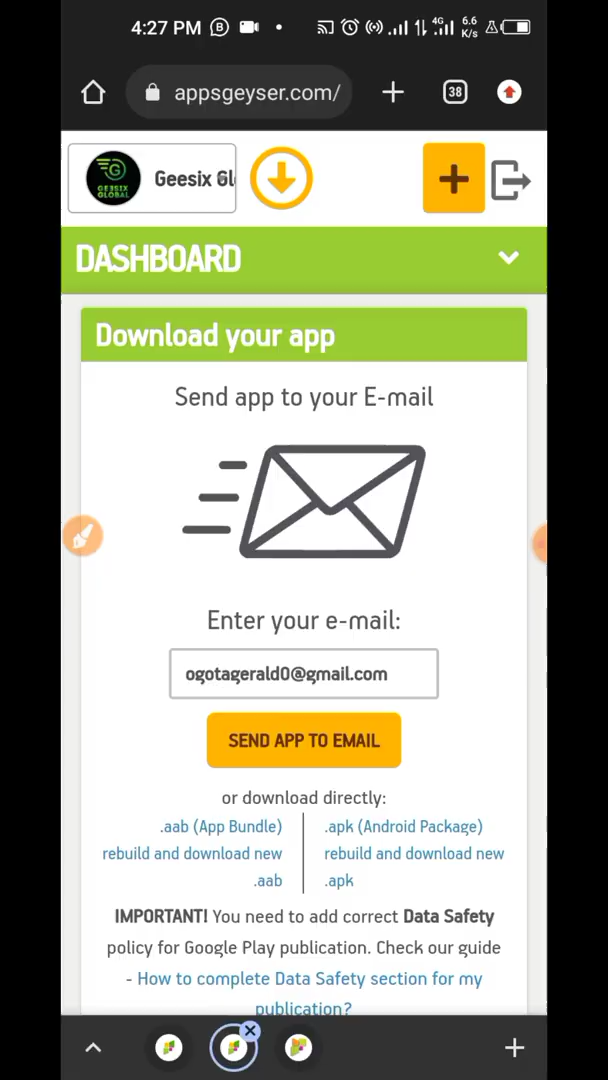 4:27 PM 4G 6.6 K/s
appsgeyser.com/ 38
GEESIX GLOBAL Geesix Gl
DASHBOARD
Download your app
Send app to your E-mail
Enter your e-mail:
ogotagerald0@gmail.com
SEND APP TO EMAIL
or download directly:
.aab (App Bundle) .apk (Android Package)
rebuild and download new rebuild and download new
.aab .apk
IMPORTANT! You need to add correct Data Safety
policy for Google Play publication. Check our guide
- How to complete Data Safety section for my
publication?